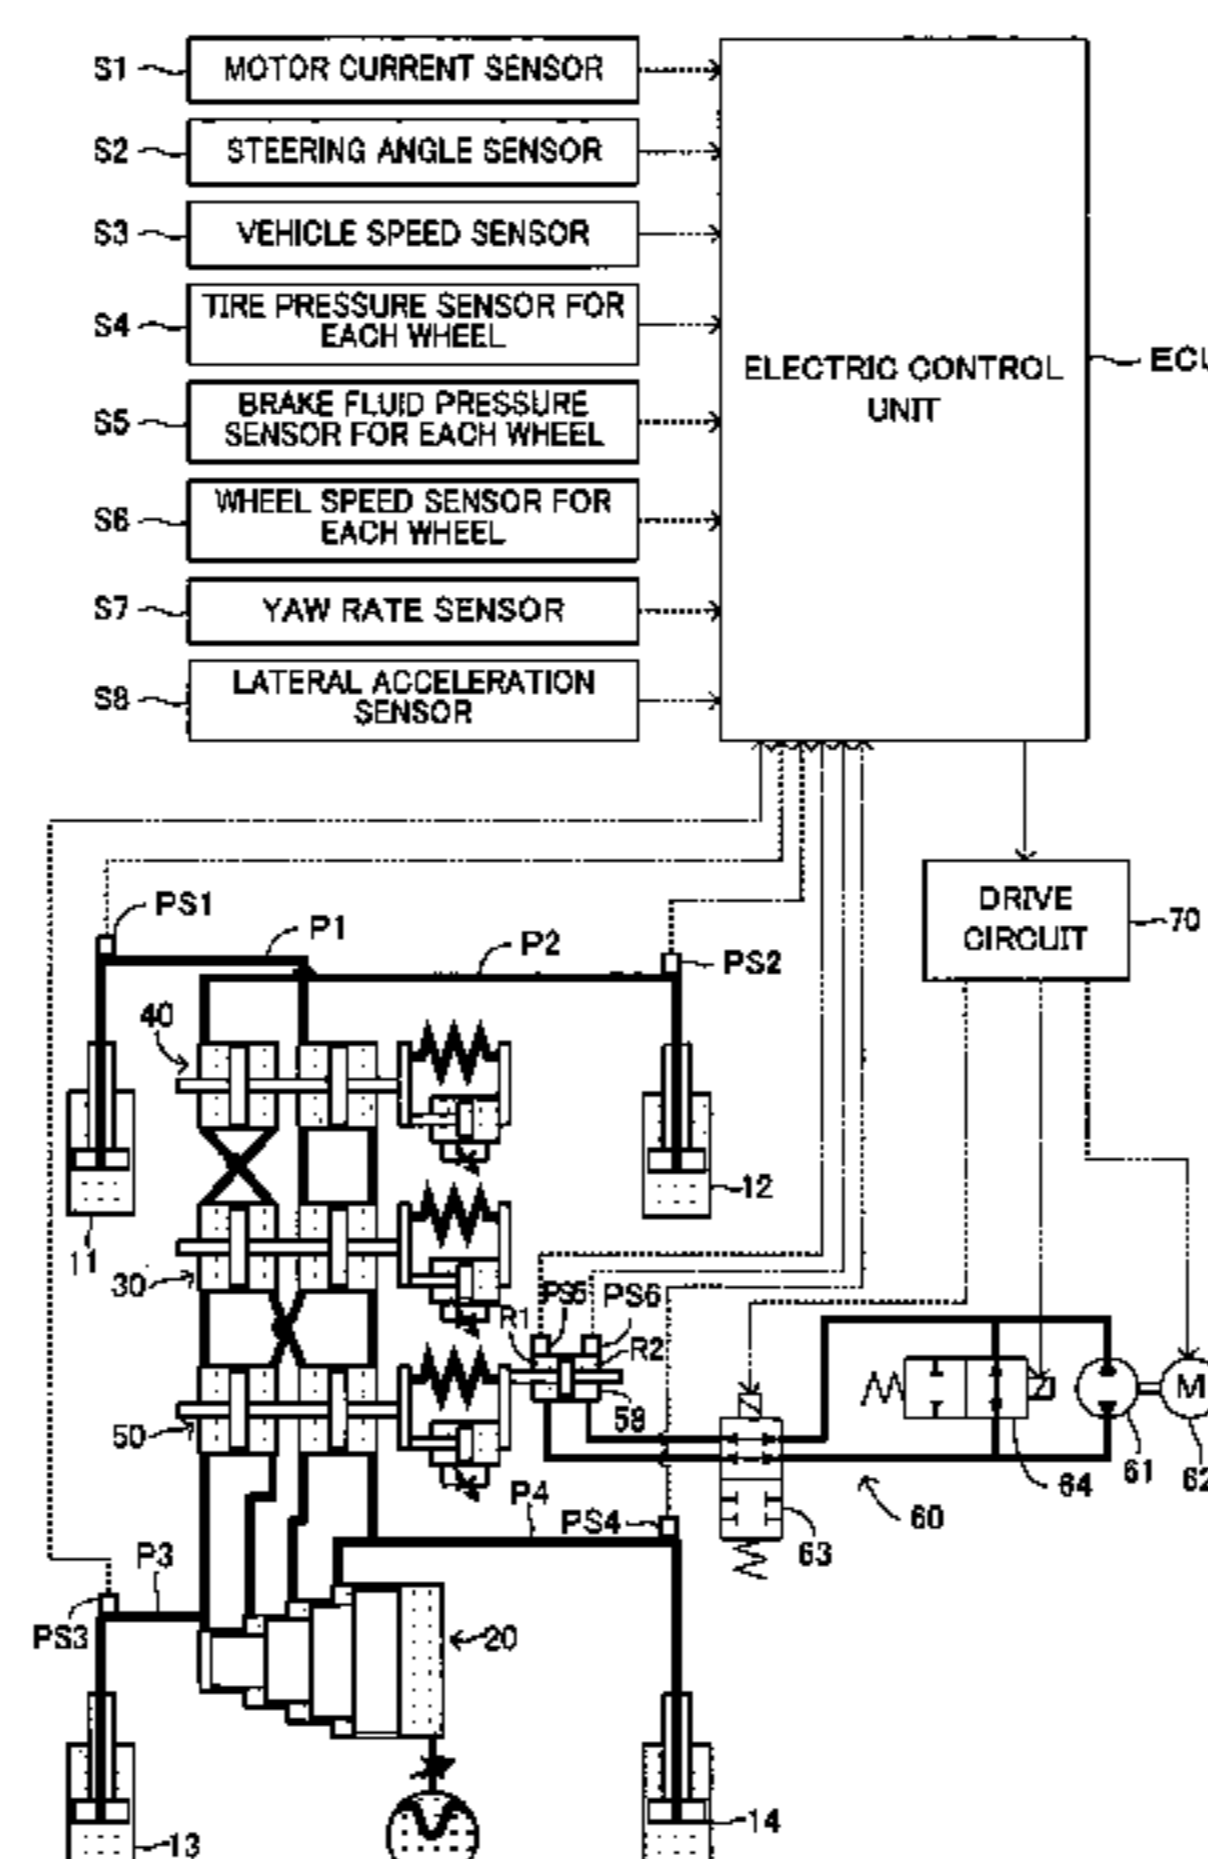 S1 MOTOR CURRENT SENSOR
S2 STEERING ANGLE SENSOR
S3 VEHICLE SPEED SENSOR
S4 TIRE PRESSURE SENSOR FOR
EACH WHEEL
ELECTRIC CONTROL
UNIT
ECU
S5 BRAKE FLUID PRESSURE
SENSOR FOR EACH WHEEL
S6 WHEEL SPEED SENSOR FOR
EACH WHEEL
S7 YAW RATE SENSOR
S8 LATERAL ACCELERATION
SENSOR
DRIVE
CIRCUIT
70
PS1
P1
P2
PS2
40
11
12
30
PS5
PS6
R1
R2
50
58
M
61
62
64
60
63
P4
PS4
P3
PS3
20
13
14